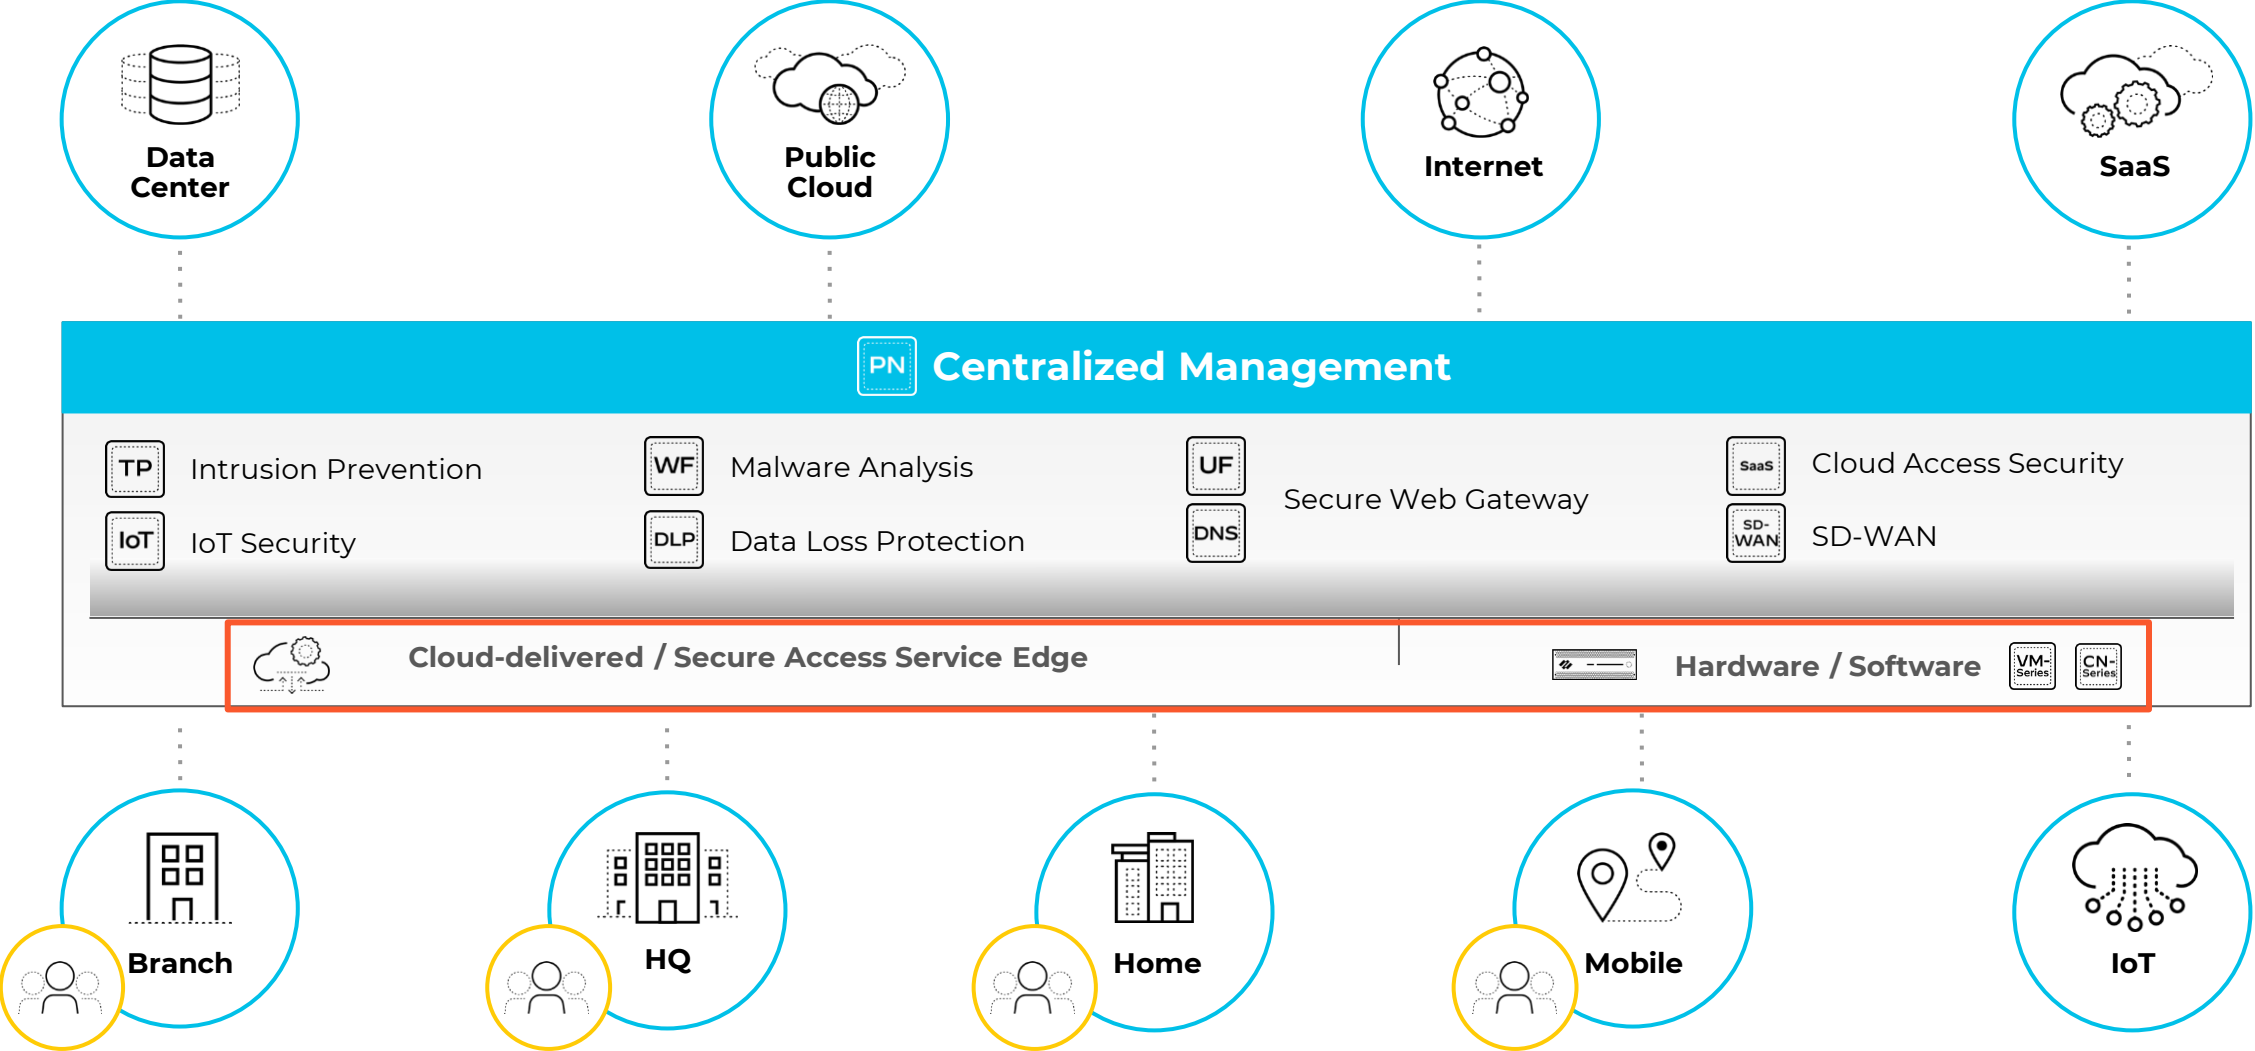 Data
Center
Public
Cloud
Internet
SaaS
PN Centralized Management
TP Intrusion Prevention
WF Malware Analysis
UF
SaaS Cloud Access Security
Secure Web Gateway
IoT IoT Security
DLP Data Loss Protection
DNS
SD-
WAN SD-WAN
Cloud-delivered / Secure Access Service Edge
Hardware / Software
VM-
Series
CN-
Series
Branch
HQ
Home
Mobile
IoT